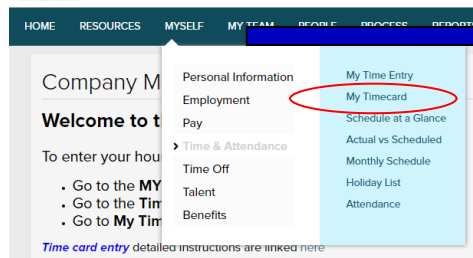 HOME RESOURCES MYSELF MY TEAM PEOPLE PROCESS REPORT
Company M
Welcome to t
To enter your hou
• Go to the MY
• Go to the Tim
• Go to My Tim
Time card entry detailed instructions are linked here
Personal Information
Employment
Pay
> Time & Attendance
Time Off
Talent
Benefits
My Time Entry
My Timecard
Schedule at a Glance
Actual vs Scheduled
Monthly Schedule
Holiday List
Attendance